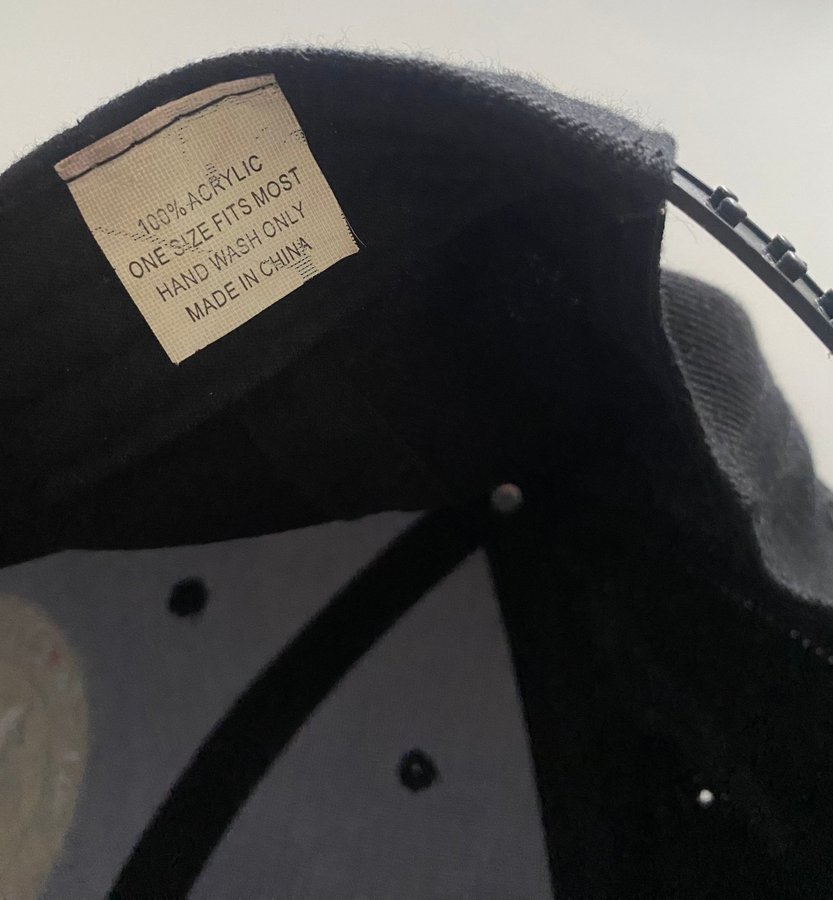 100% ACRYLIC
ONE SIZE FITS MOST
HAND WASH ONLY
MADE IN CHINA